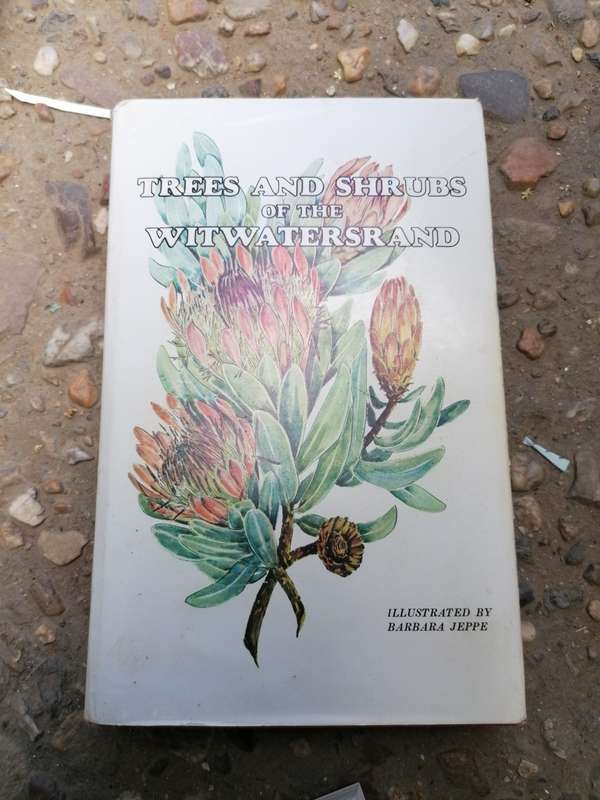 TREES AND SHRUBS
OF THE
WITWATERSRAND
ILLUSTRATED BY
BARBARA JEPPE